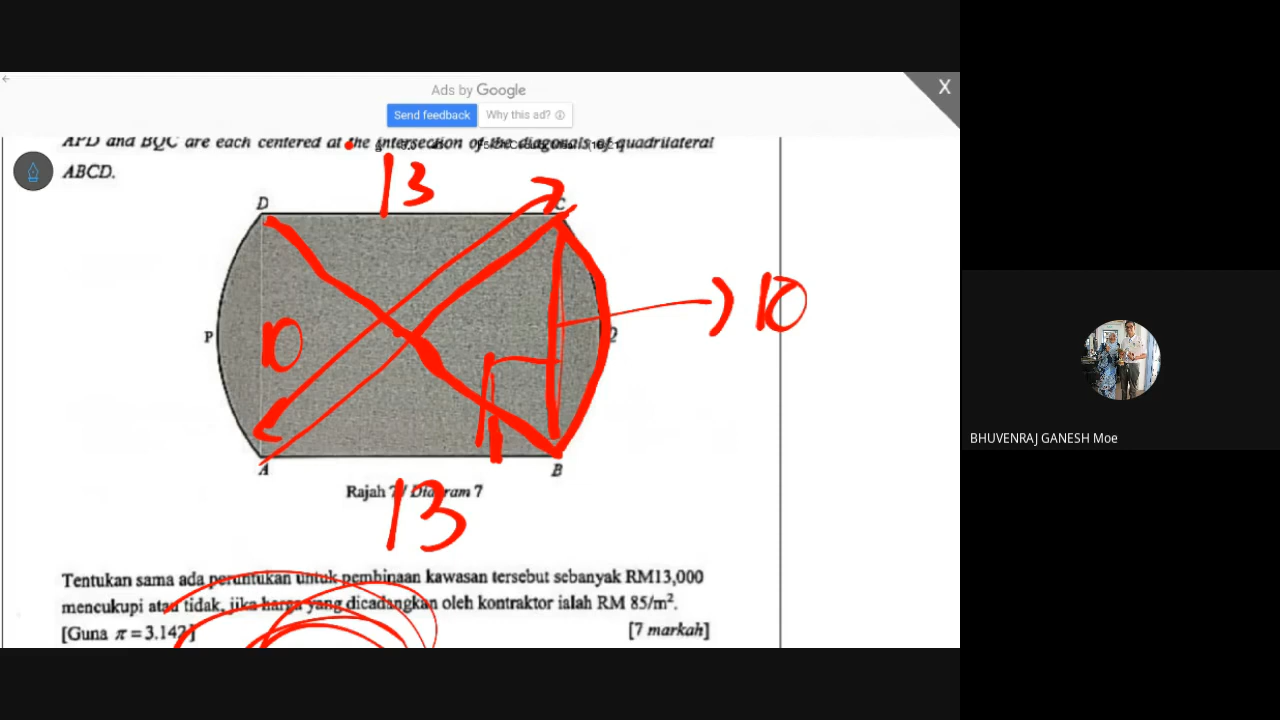 Ads by Google
X
Send feedback
Why this ad?
APD and BQC are each centered at the intersection of the diagonals of quadrilateral
ABCD.
13
D
C
10
P
10
A
B
Rajah 7 / Diagram 7
13
BHUVENRAJ GANESH Moe
Tentukan sama ada peruntukan untuk pembinaan kawasan tersebut sebanyak RM13,000
mencukupi atau tidak, jika harga yang dicadangkan oleh kontraktor ialah RM 85/m².
[Guna π = 3.142]
[7 markah]